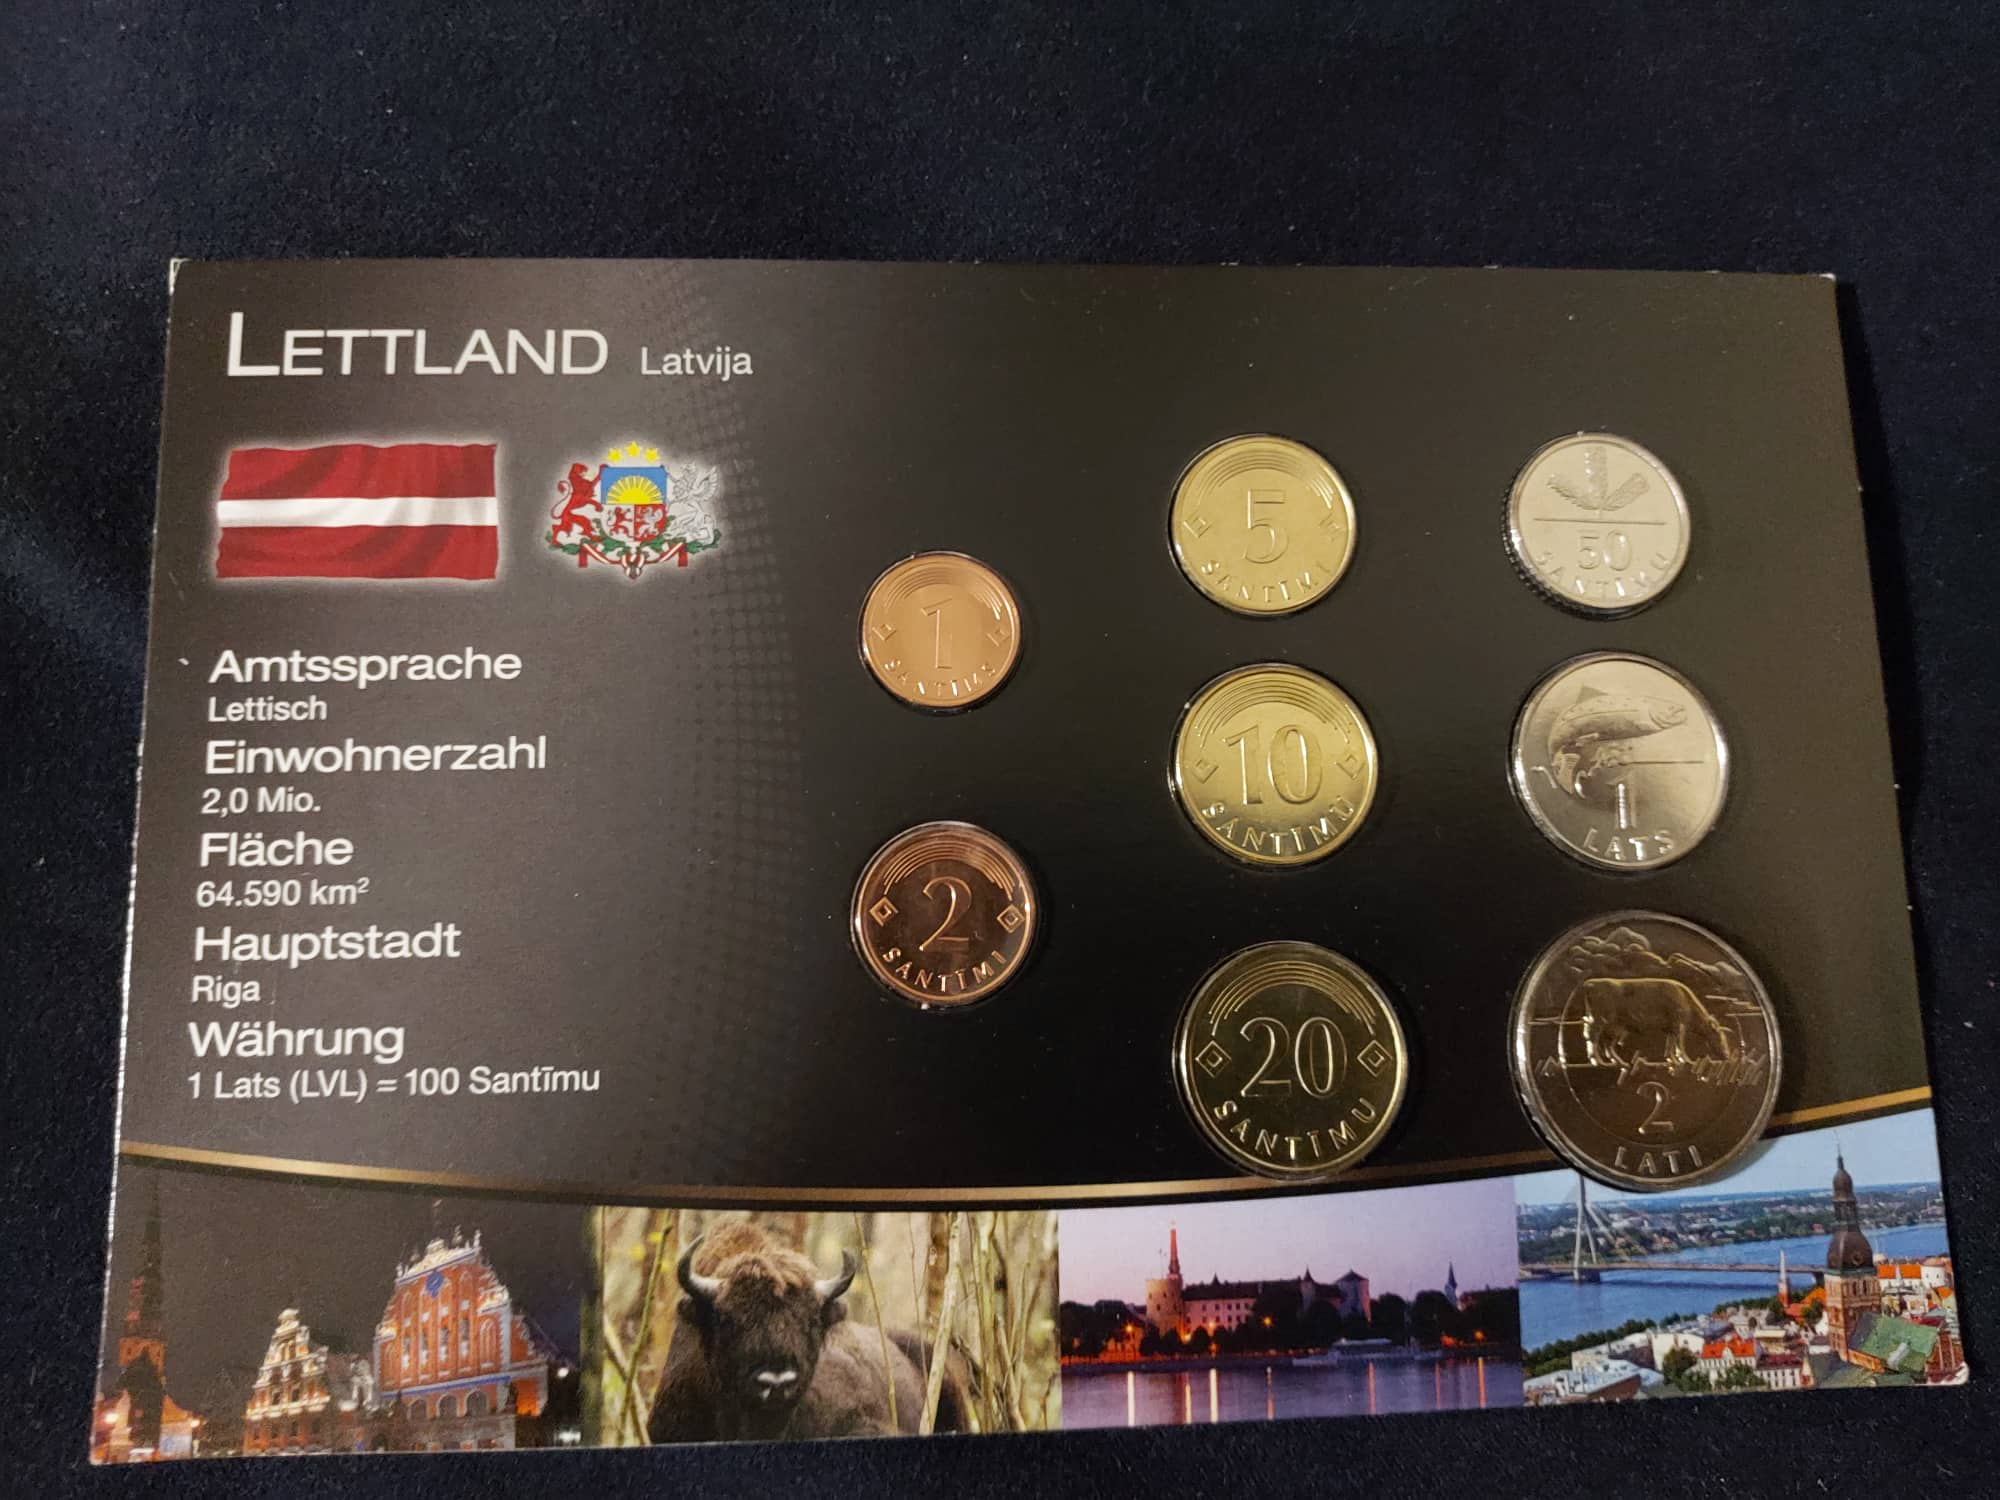 LETTLAND Latvija
Amtssprache
Lettisch
Einwohnerzahl
2,0 Mio.
Fläche
64.590 km²
Hauptstadt
Riga
Währung
1 Lats (LVL) = 100 Santīmu
1
SANTĪMS
2
SANTĪMI
5
SANTĪMI
10
SANTĪMU
20
SANTĪMU
50
SANTĪMU
1
LATS
2
LATI